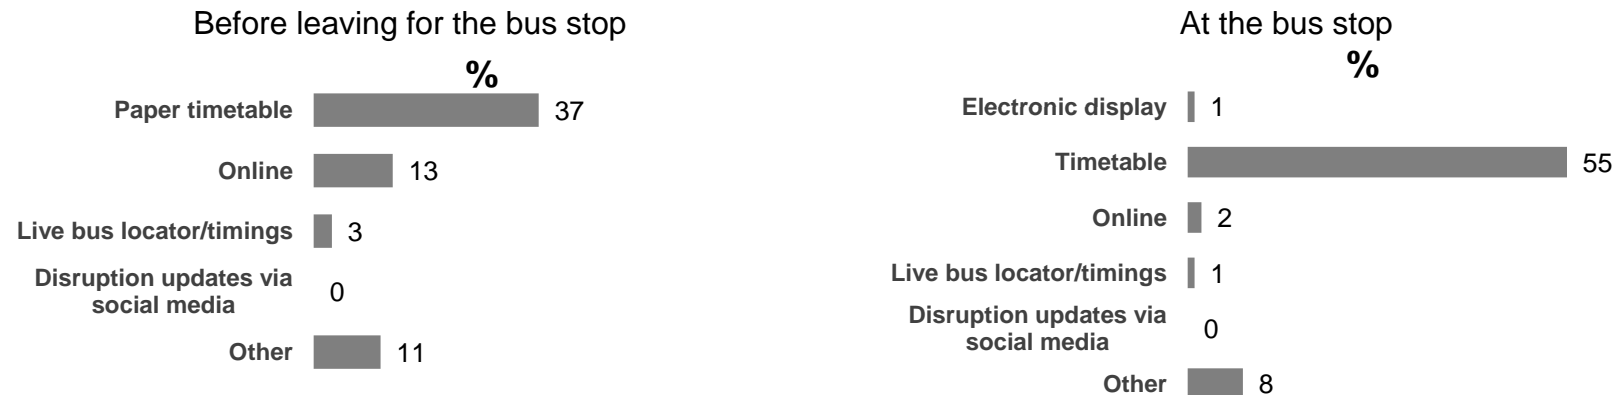 Before leaving for the bus stop
%
Paper timetable 37
Online 13
Live bus locator/timings 3
Disruption updates via
social media 0
Other 11
At the bus stop
%
Electronic display 1
Timetable 55
Online 2
Live bus locator/timings 1
Disruption updates via
social media 0
Other 8